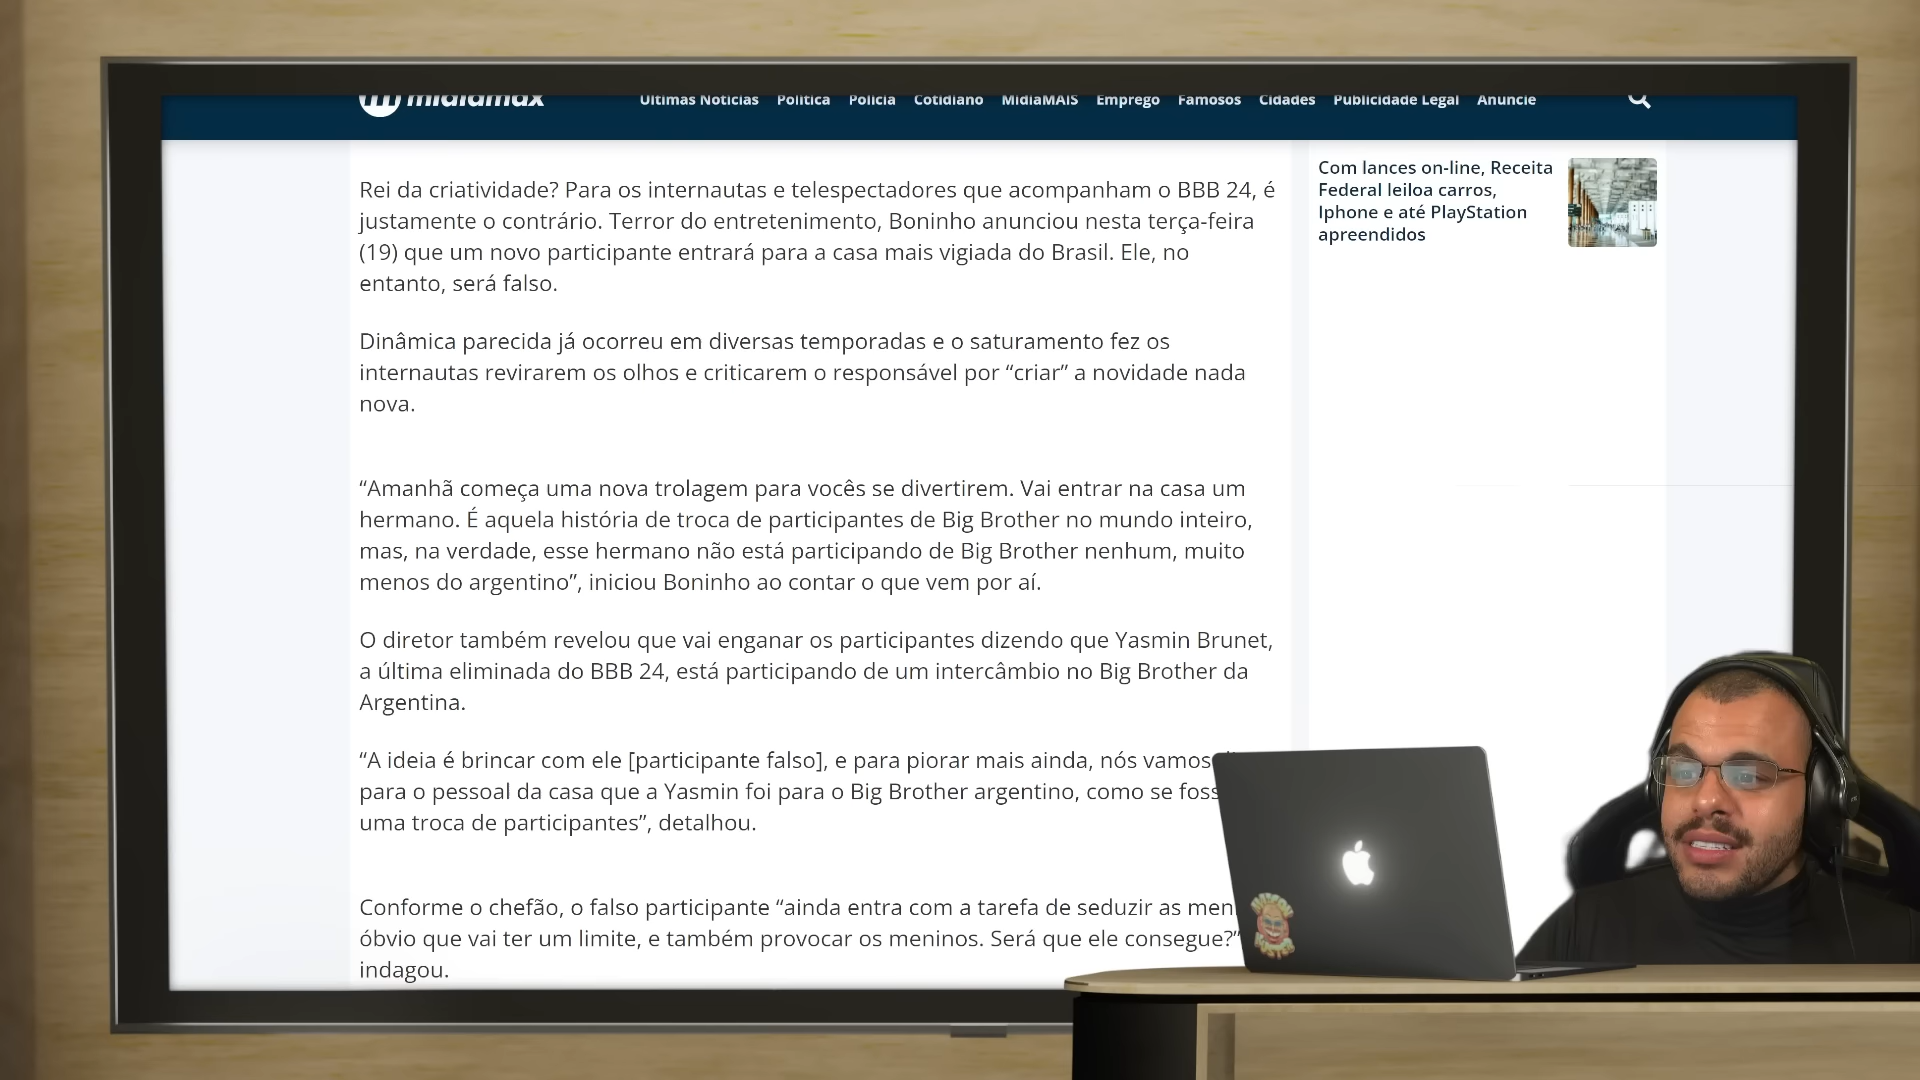 midiamax
Últimas Notícias Política Polícia Cotidiano MidiaMAIS Emprego Famosos Cidades Publicidade Legal Anuncie
Rei da criatividade? Para os internautas e telespectadores que acompanham o BBB 24, é
justamente o contrário. Terror do entretenimento, Boninho anunciou nesta terça-feira
(19) que um novo participante entrará para a casa mais vigiada do Brasil. Ele, no
entanto, será falso.
Dinâmica parecida já ocorreu em diversas temporadas e o saturamento fez os
internautas revirarem os olhos e criticarem o responsável por “criar” a novidade nada
nova.
“Amanhã começa uma nova trolagem para vocês se divertirem. Vai entrar na casa um
hermano. É aquela história de troca de participantes de Big Brother no mundo inteiro,
mas, na verdade, esse hermano não está participando de Big Brother nenhum, muito
menos do argentino”, iniciou Boninho ao contar o que vem por aí.
O diretor também revelou que vai enganar os participantes dizendo que Yasmin Brunet,
a última eliminada do BBB 24, está participando de um intercâmbio no Big Brother da
Argentina.
“A ideia é brincar com ele [participante falso], e para piorar mais ainda, nós vamos
para o pessoal da casa que a Yasmin foi para o Big Brother argentino, como se foss
uma troca de participantes”, detalhou.
Conforme o chefão, o falso participante “ainda entra com a tarefa de seduzir as men
óbvio que vai ter um limite, e também provocar os meninos. Será que ele consegue?”
indagou.
Com lances on-line, Receita
Federal leiloa carros,
Iphone e até PlayStation
apreendidos